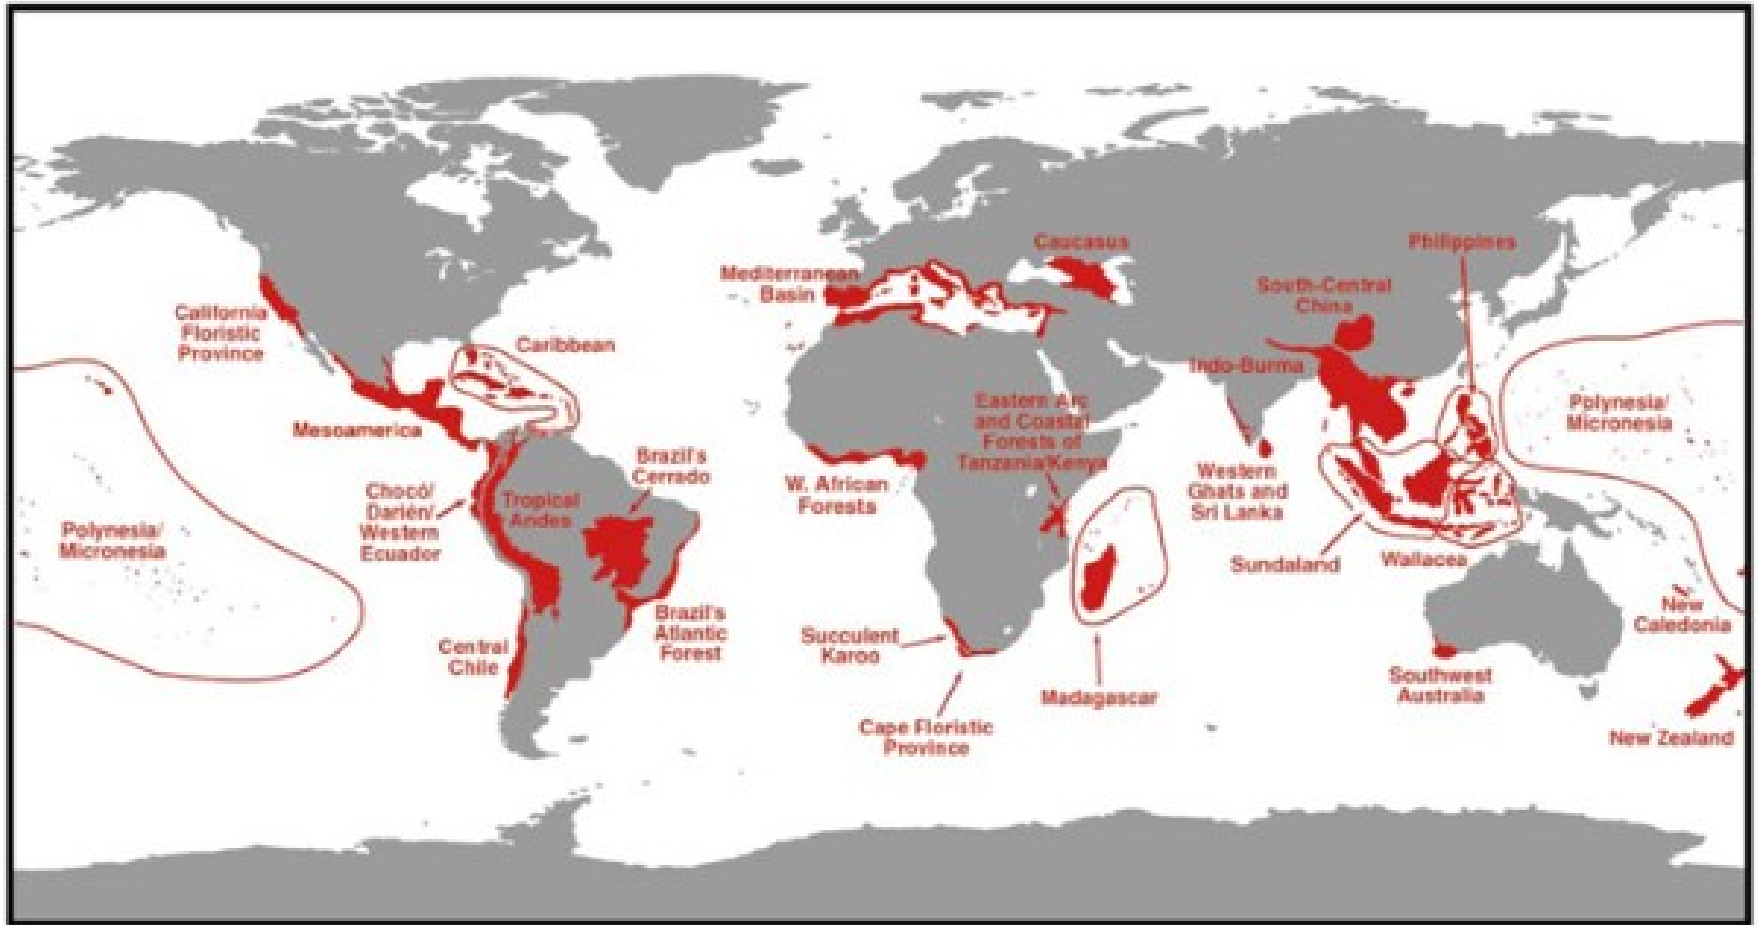 Caucasus
Philippines
Mediterranean
Basin
South-Central
China
California
Floristic
Province
Caribbean
Indo-Burma
Eastern Arc
and Coastal
Forests of
Tanzania/Kenya
Polynesia/
Micronesia
Mesoamerica
Brazil's
Cerrado
W. African
Forests
Western
Ghats and
Sri Lanka
Chocó/
Darién/
Western
Ecuador
Tropical
Andes
Polynesia/
Micronesia
Sundaland
Wallacea
Brazil's
Atlantic
Forest
Central
Chile
Succulent
Karoo
New
Caledonia
Madagascar
Southwest
Australia
Cape Floristic
Province
New Zealand